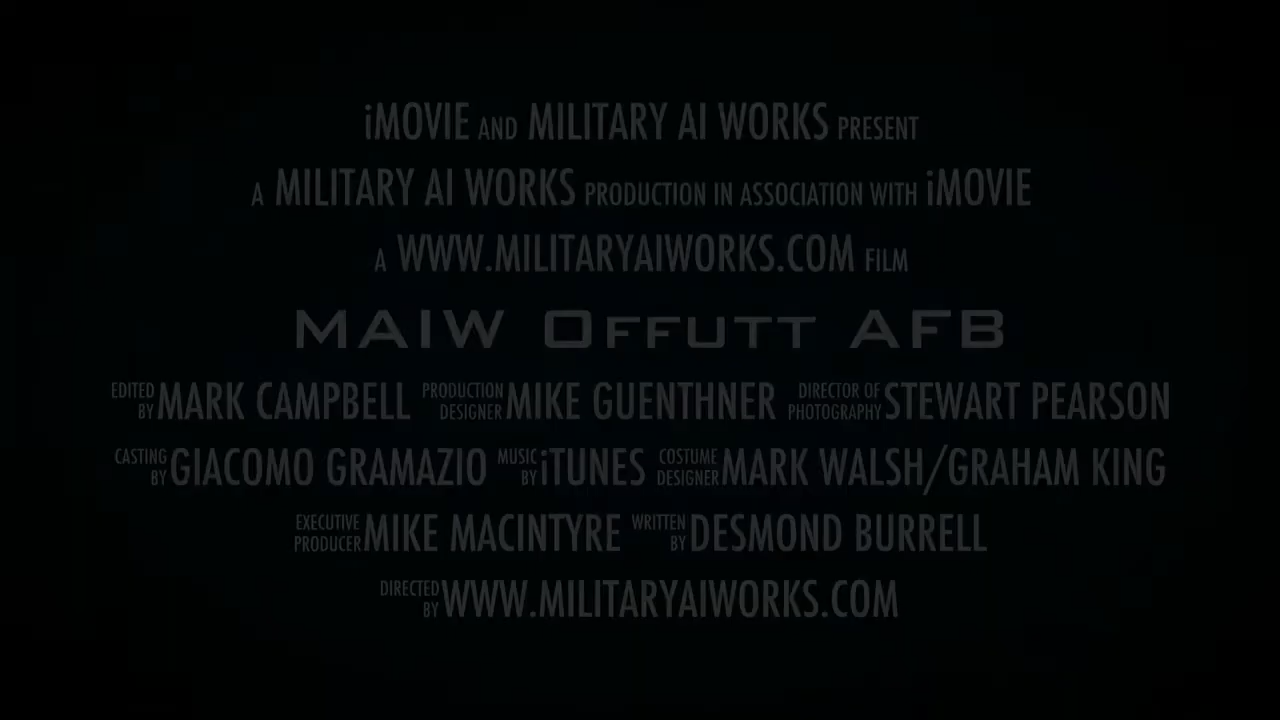 iMOVIE AND MILITARY AI WORKS PRESENT
A MILITARY AI WORKS PRODUCTION IN ASSOCIATION WITH iMOVIE
A WWW.MILITARYAIWORKS.COM FILM
MAIW OFFUTT AFB
EDITED BY MARK CAMPBELL PRODUCTION DESIGNER MIKE GUENTHNER DIRECTOR OF PHOTOGRAPHY STEWART PEARSON
CASTING BY GIACOMO GRAMAZIO MUSIC BY iTUNES COSTUME DESIGNER MARK WALSH/GRAHAM KING
EXECUTIVE PRODUCER MIKE MACINTYRE WRITTEN BY DESMOND BURRELL
DIRECTED BY WWW.MILITARYAIWORKS.COM